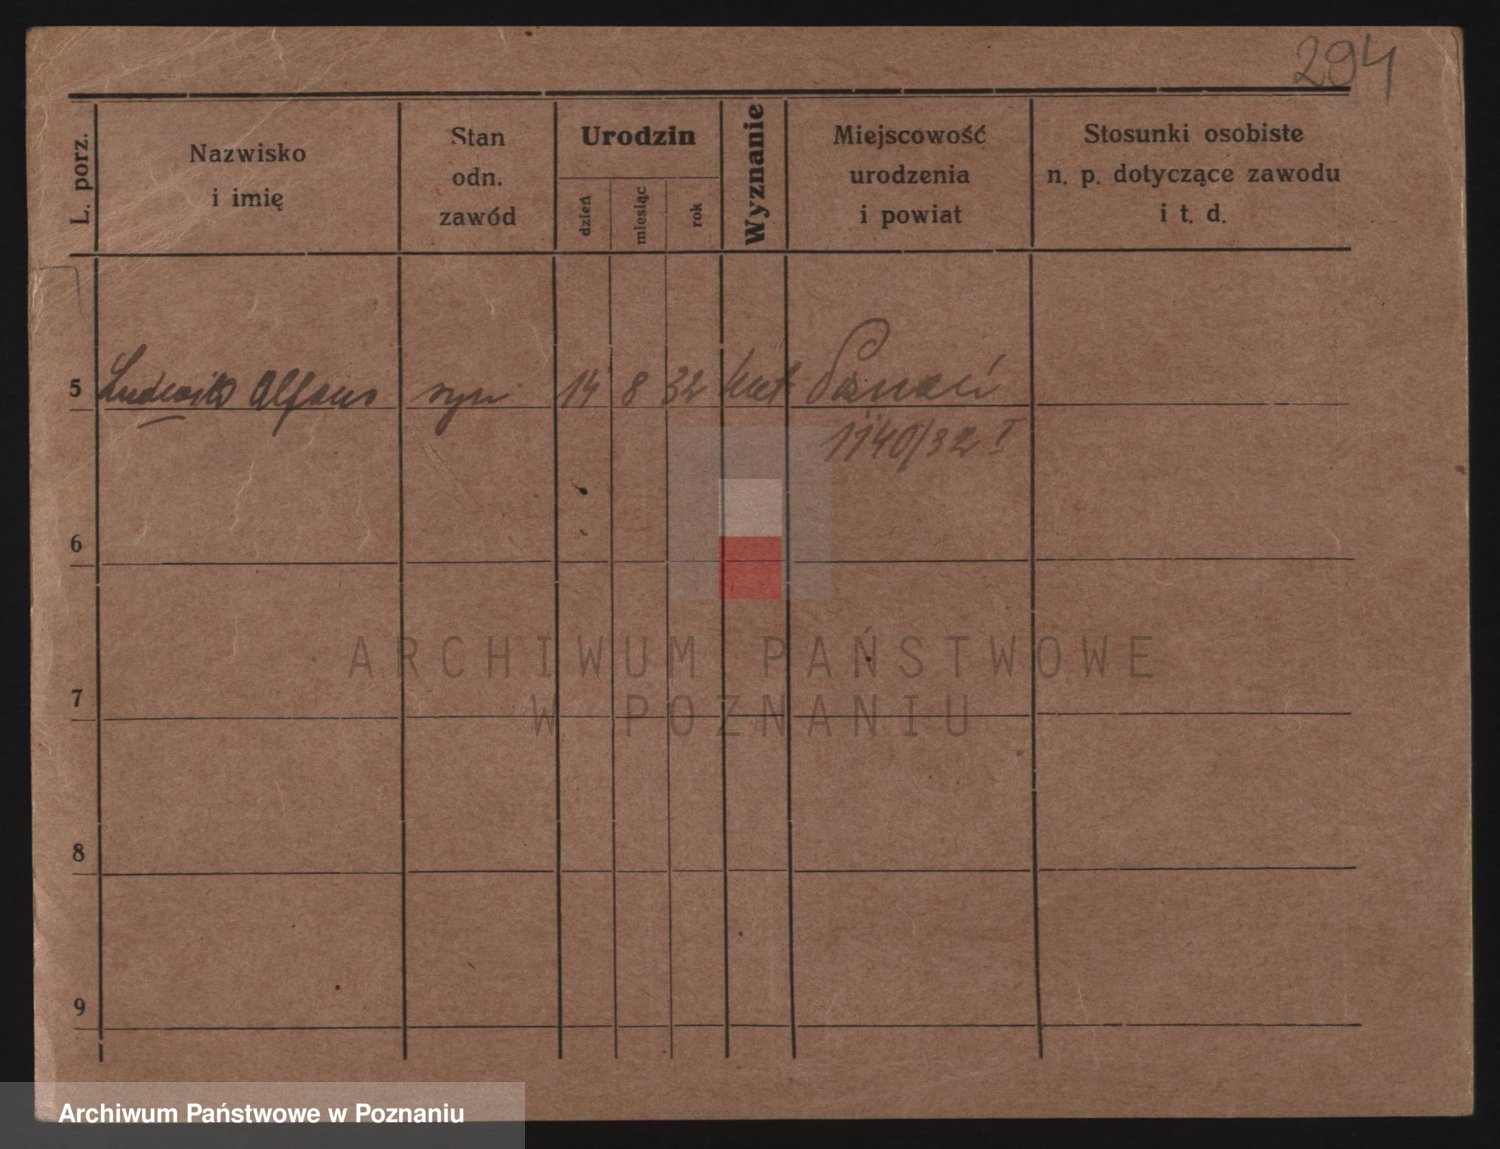 294
L. porz.
Nazwisko
i imię
Stan
odn.
zawód
Urodzin
dzień
miesiąc
rok
Wyznanie
Miejscowość
urodzenia
i powiat
Stosunki osobiste
n. p. dotyczące zawodu
i t. d.
5 Ludwik Alfons syn 14 8 32 kat Poznań
1140/32 I
6
7
8
9
ARCHIWUM PAŃSTWOWE
W POZNANIU
Archiwum Państwowe w Poznaniu